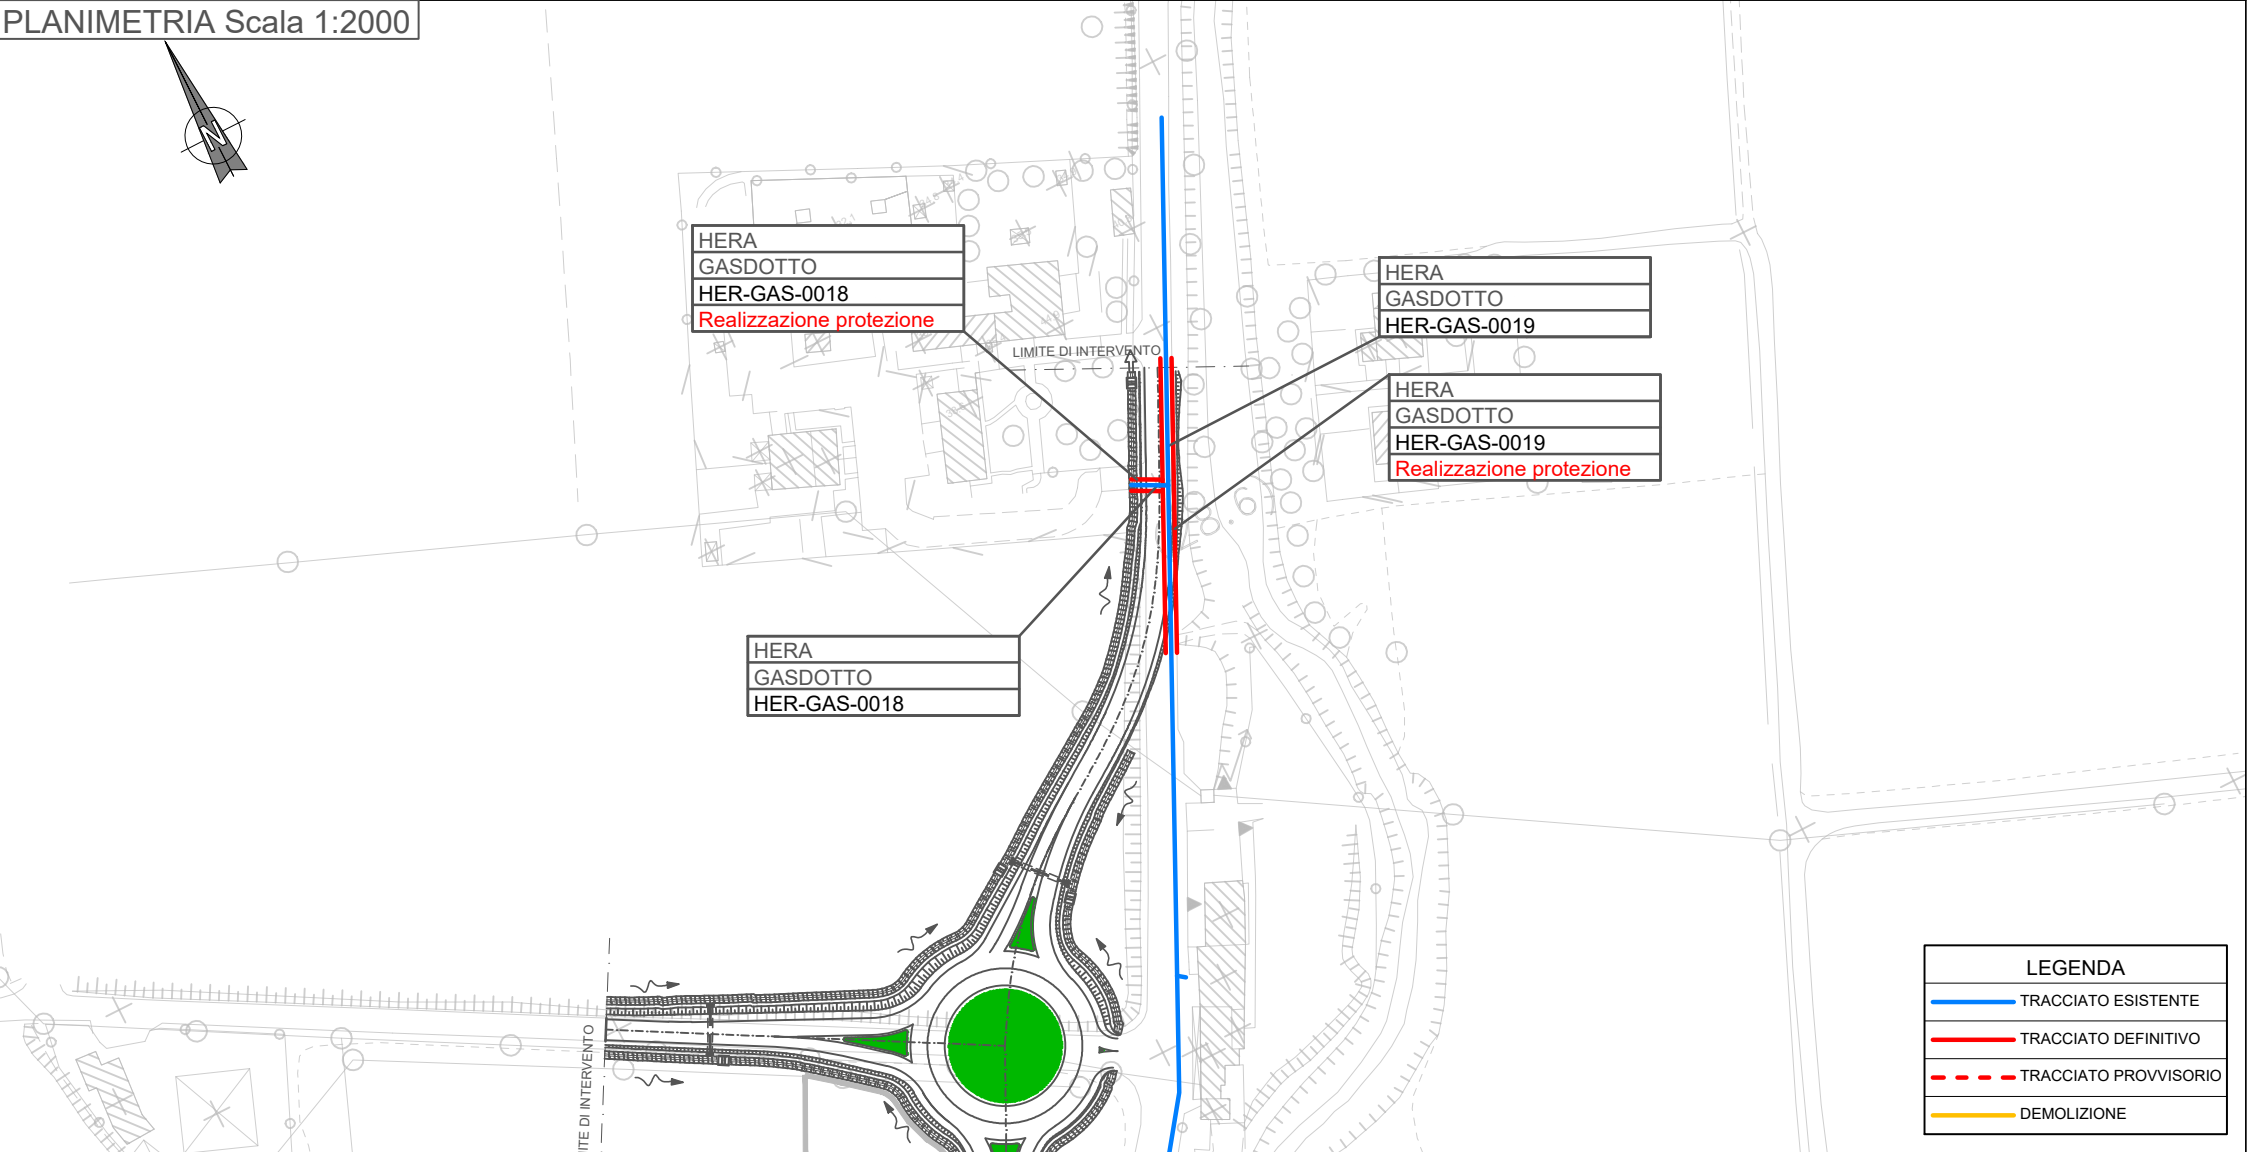 PLANIMETRIA Scala 1:2000
N
HERA
GASDOTTO
HER-GAS-0018
Realizzazione protezione
HERA
GASDOTTO
HER-GAS-0019
LIMITE DI INTERVENTO
HERA
GASDOTTO
HER-GAS-0019
Realizzazione protezione
HERA
GASDOTTO
HER-GAS-0018
ITE DI INTERVENTO
LEGENDA
TRACCIATO ESISTENTE
TRACCIATO DEFINITIVO
TRACCIATO PROVVISORIO
DEMOLIZIONE